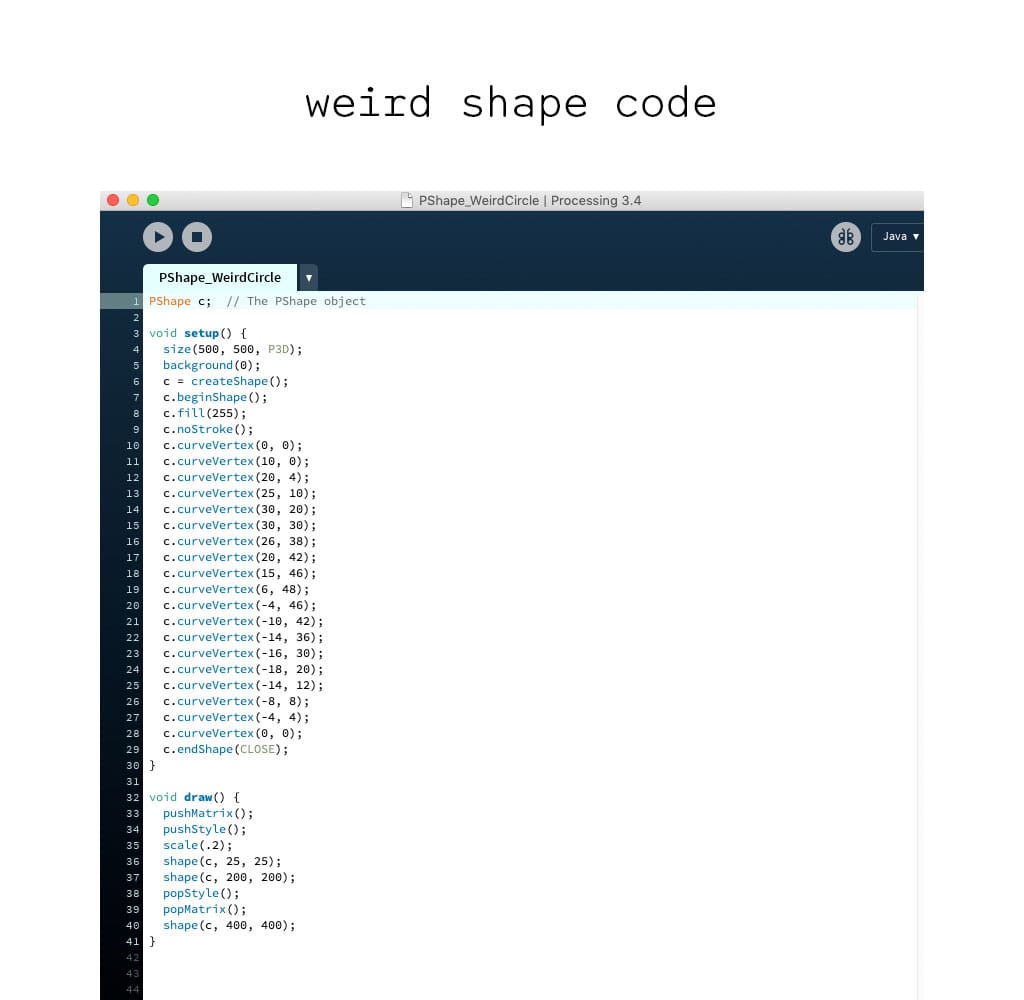 weird shape code
PShape_WeirdCircle | Processing 3.4
Java ▾
PShape_WeirdCircle ▾
1 PShape c;  // The PShape object
2
3 void setup() {
4   size(500, 500, P3D);
5   background(0);
6   c = createShape();
7   c.beginShape();
8   c.fill(255);
9   c.noStroke();
10   c.curveVertex(0, 0);
11   c.curveVertex(10, 0);
12   c.curveVertex(20, 4);
13   c.curveVertex(25, 10);
14   c.curveVertex(30, 20);
15   c.curveVertex(30, 30);
16   c.curveVertex(26, 38);
17   c.curveVertex(20, 42);
18   c.curveVertex(15, 46);
19   c.curveVertex(6, 48);
20   c.curveVertex(-4, 46);
21   c.curveVertex(-10, 42);
22   c.curveVertex(-14, 36);
23   c.curveVertex(-16, 30);
24   c.curveVertex(-18, 20);
25   c.curveVertex(-14, 12);
26   c.curveVertex(-8, 8);
27   c.curveVertex(-4, 4);
28   c.curveVertex(0, 0);
29   c.endShape(CLOSE);
30 }
31
32 void draw() {
33   pushMatrix();
34   pushStyle();
35   scale(.2);
36   shape(c, 25, 25);
37   shape(c, 200, 200);
38   popStyle();
39   popMatrix();
40   shape(c, 400, 400);
41 }
42
43
44